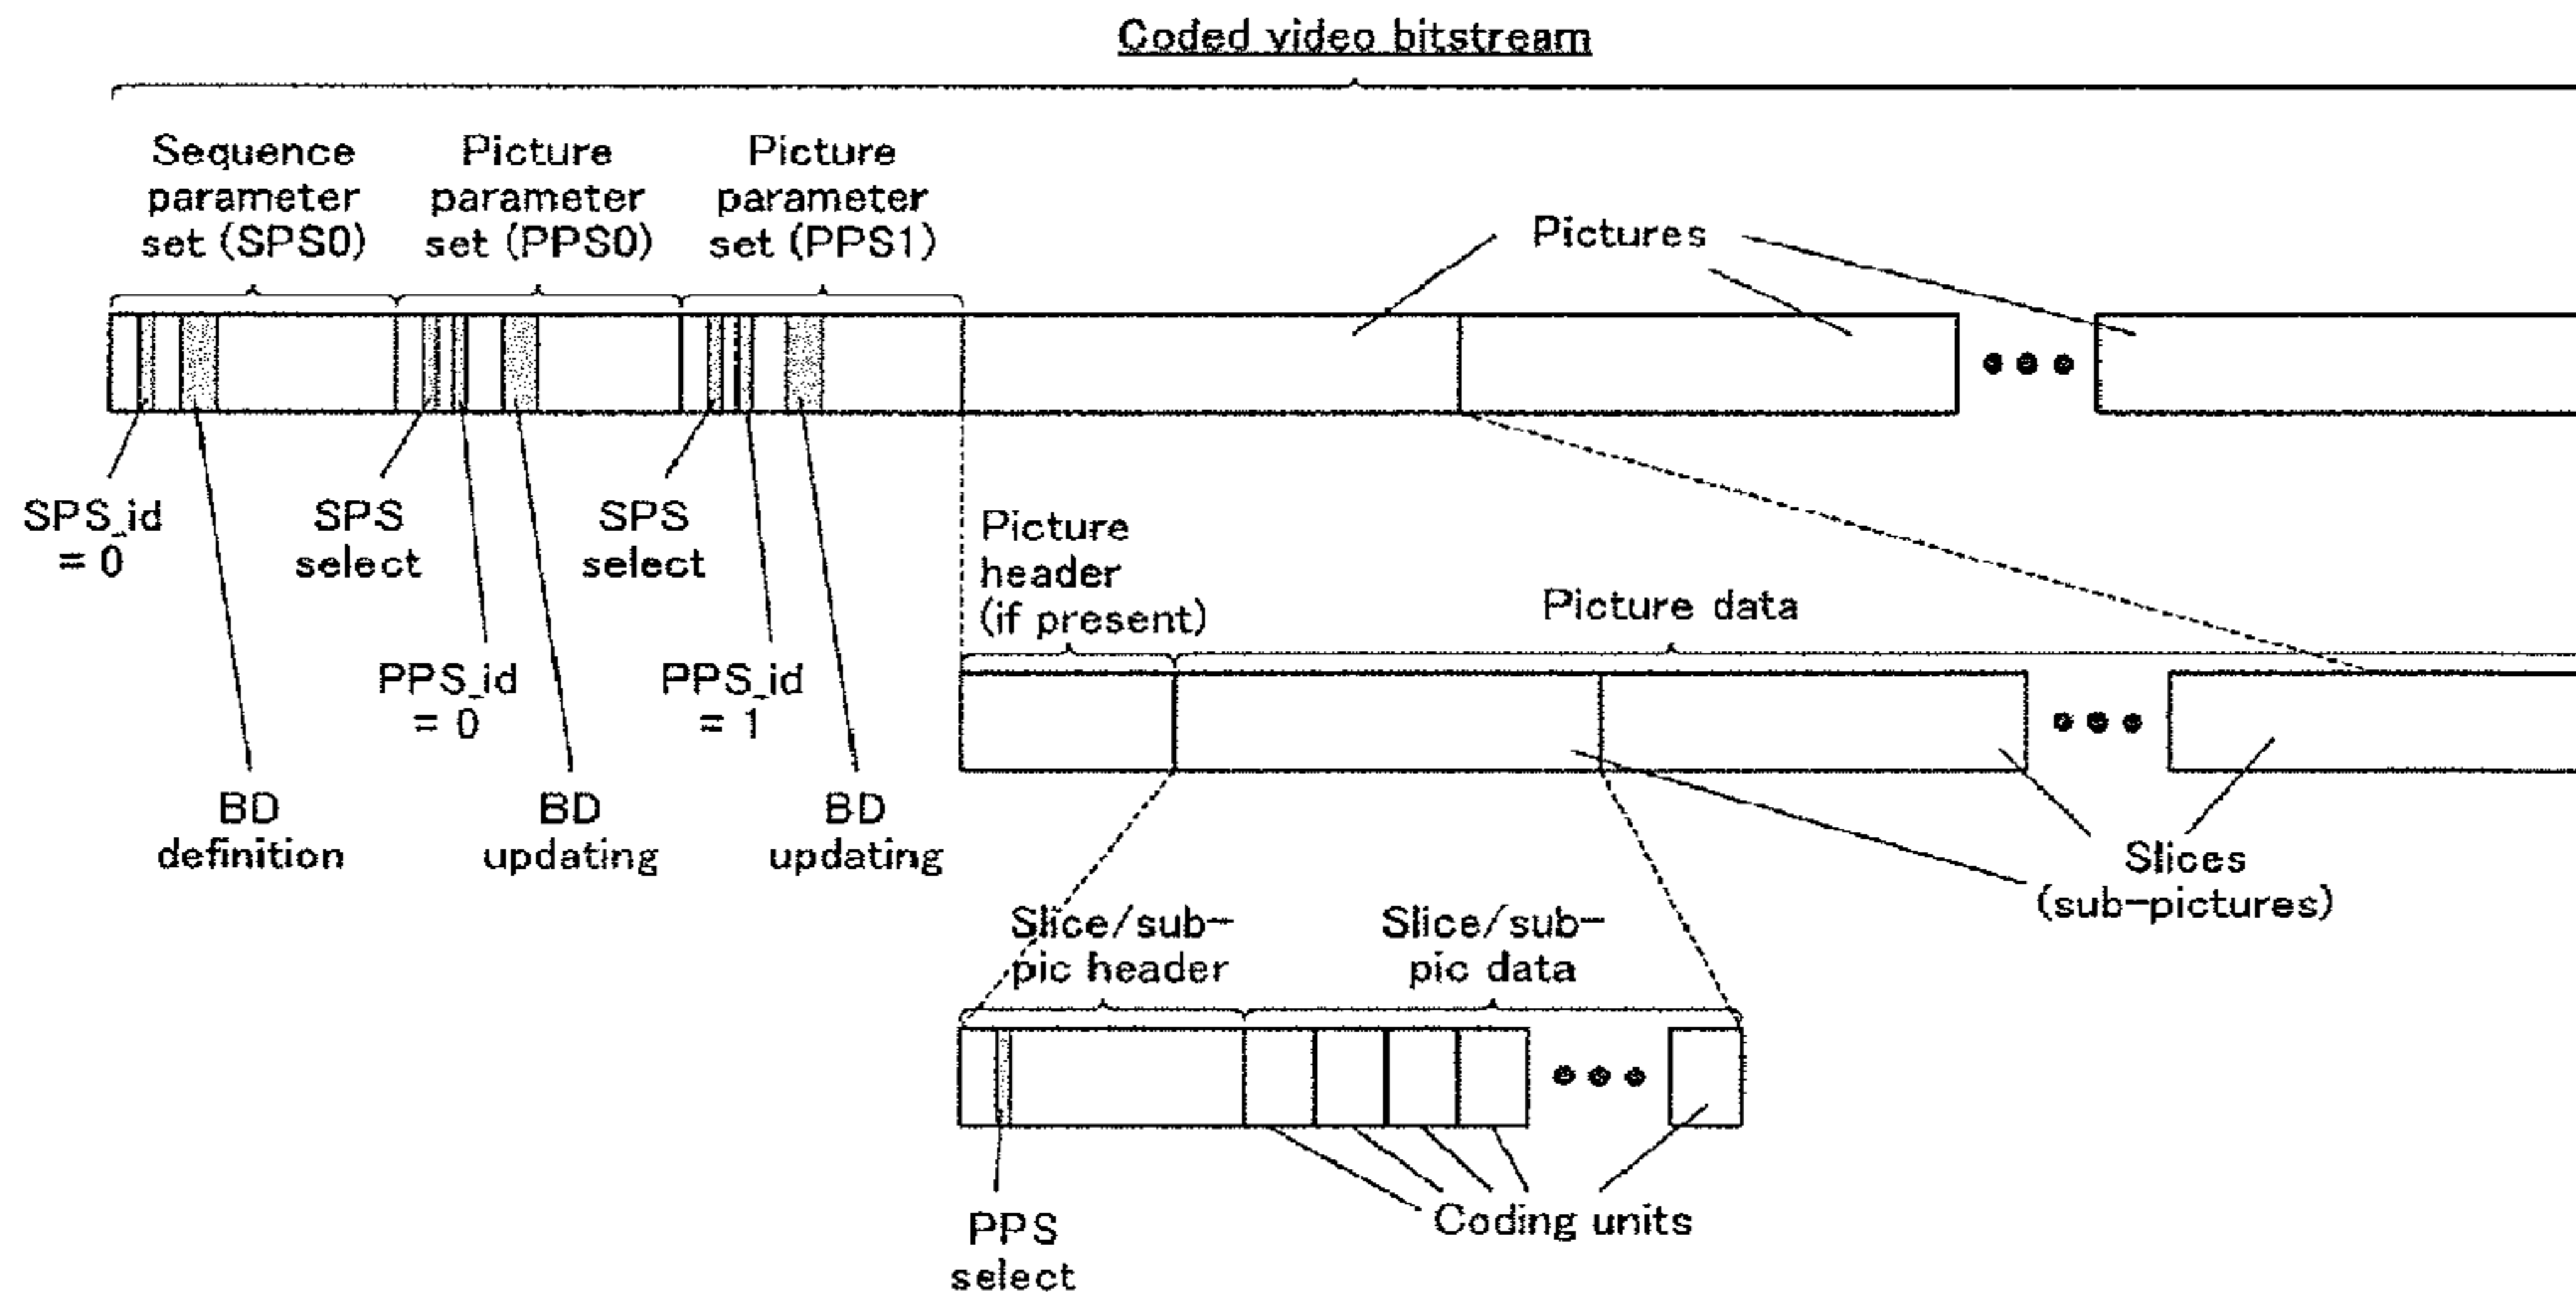 Coded video bitstream
Sequence
parameter
set (SPS0)
Picture
parameter
set (PPS0)
Picture
parameter
set (PPS1)
Pictures
SPS_id
= 0
SPS
select
SPS
select
Picture
header
(if present)
Picture data
PPS_id
= 0
PPS_id
= 1
BD
definition
BD
updating
BD
updating
Slices
(sub-pictures)
Slice/sub-
pic header
Slice/sub-
pic data
PPS
select
Coding units